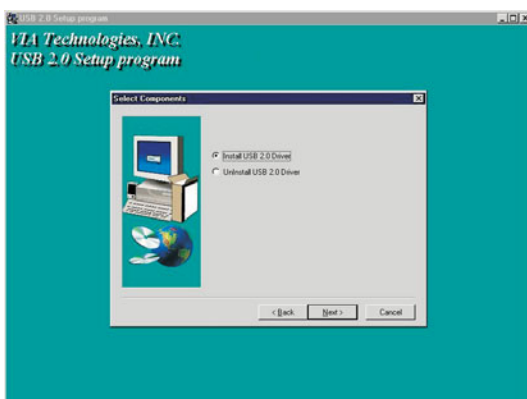 USB 2.0 Setup program
VIA Technologies, INC.
USB 2.0 Setup program
Select Components
Install USB 2.0 Driver
UnInstall USB 2.0 Driver
< Back
Next >
Cancel